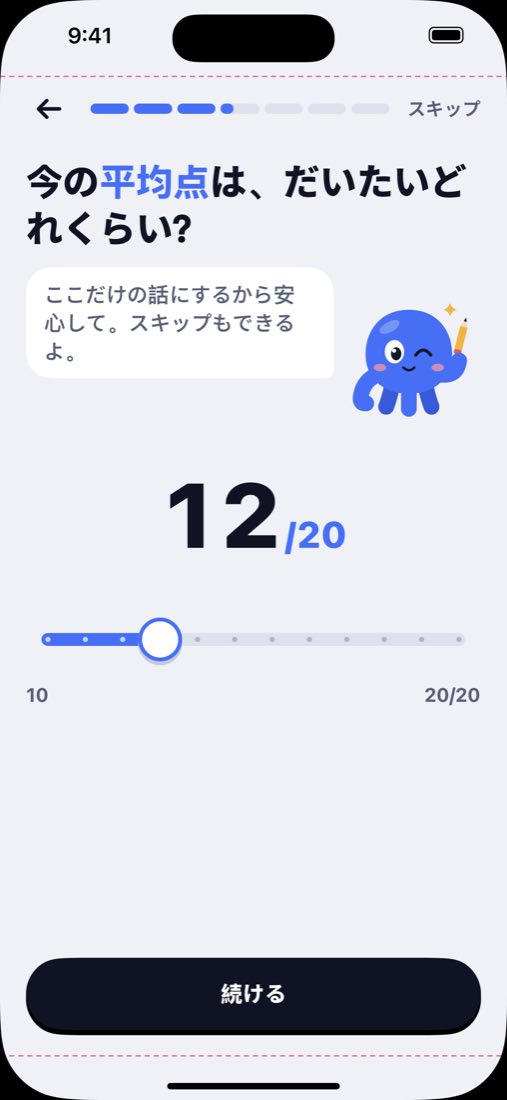 9:41
スキップ
今の平均点は、だいたいど
れくらい?
ここだけの話にするから安
心して。スキップもできる
よ。
12/20
10
20/20
続ける